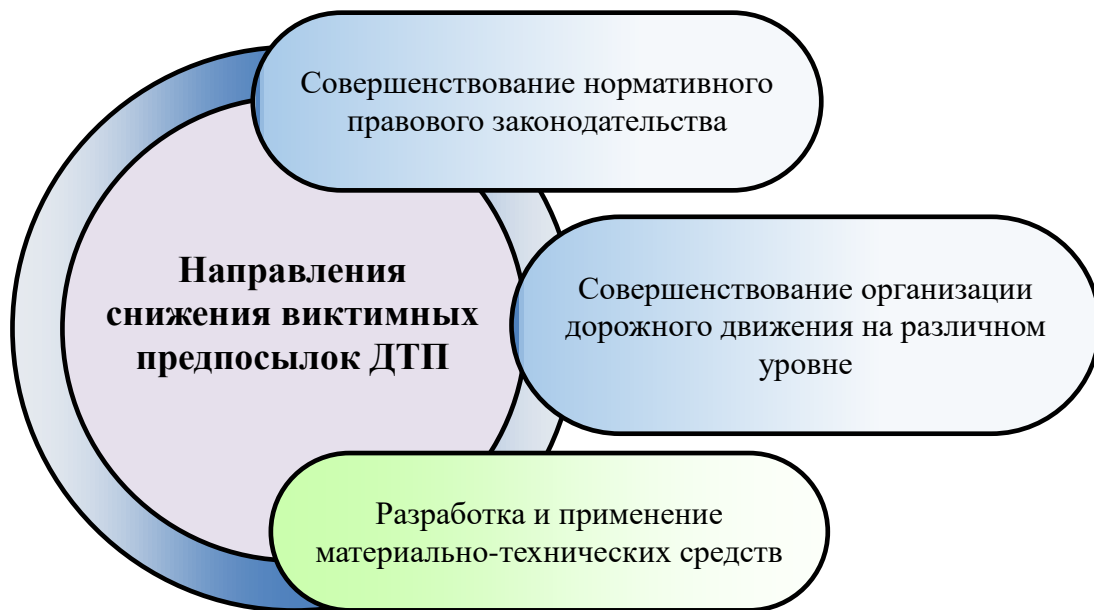 Совершенствование нормативного
правового законодательства
Направления
снижения виктимных
предпосылок ДТП
Совершенствование организации
дорожного движения на различном
уровне
Разработка и применение
материально-технических средств